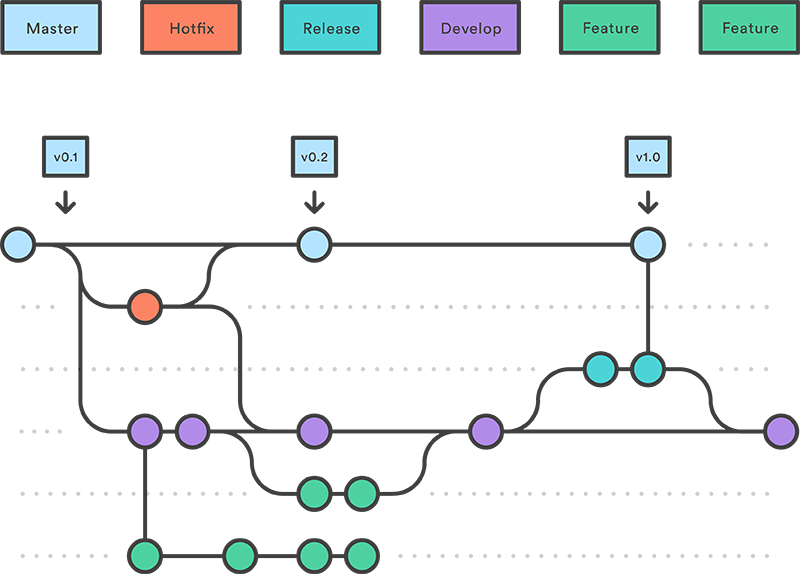 Master
Hotfix
Release
Develop
Feature
Feature
v0.1
v0.2
v1.0